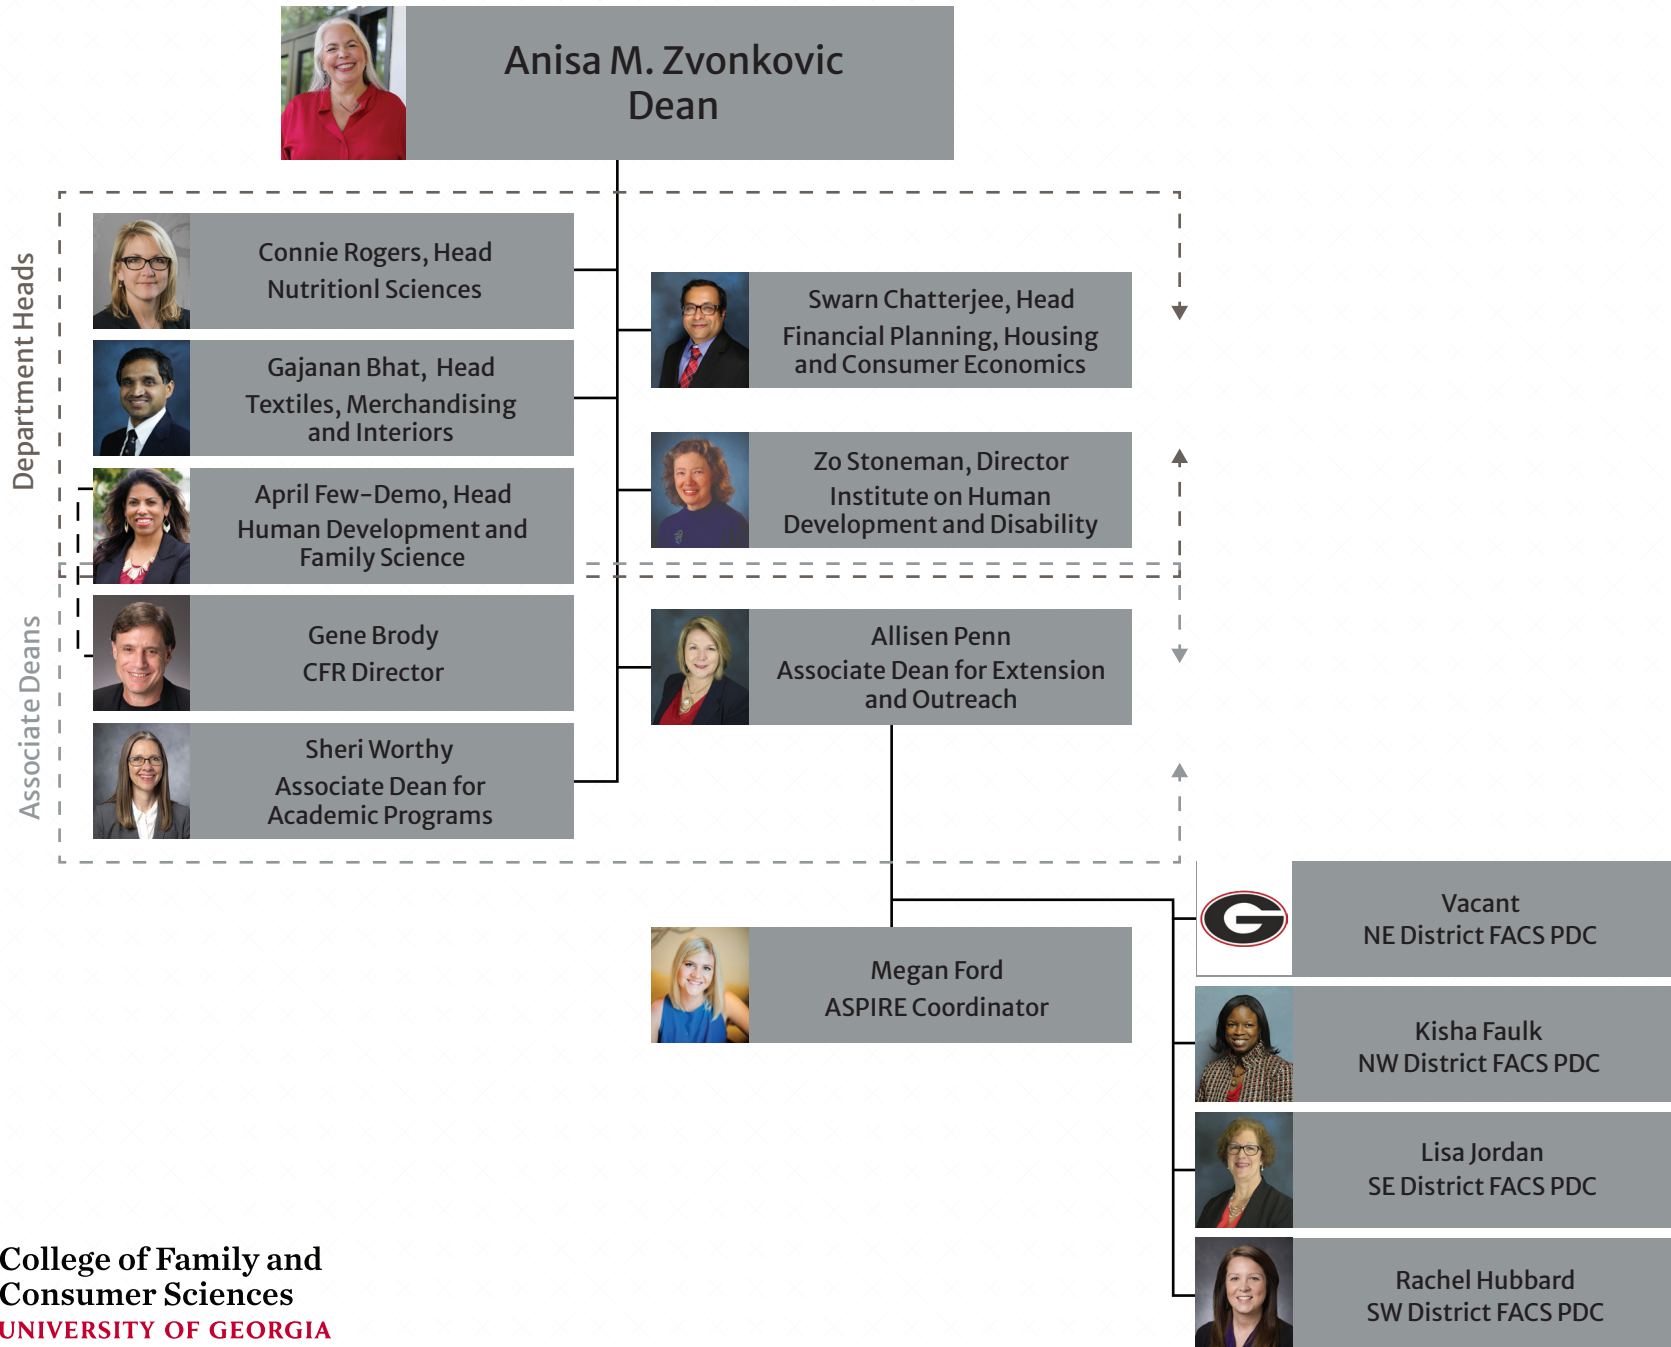 Anisa M. Zvonkovic
Dean
Department Heads
Connie Rogers, Head
Nutritionl Sciences
Gajanan Bhat, Head
Textiles, Merchandising
and Interiors
April Few-Demo, Head
Human Development and
Family Science
Swarn Chatterjee, Head
Financial Planning, Housing
and Consumer Economics
Zo Stoneman, Director
Institute on Human
Development and Disability
Associate Deans
Gene Brody
CFR Director
Sheri Worthy
Associate Dean for
Academic Programs
Allisen Penn
Associate Dean for Extension
and Outreach
Megan Ford
ASPIRE Coordinator
G
Vacant
NE District FACS PDC
Kisha Faulk
NW District FACS PDC
Lisa Jordan
SE District FACS PDC
Rachel Hubbard
SW District FACS PDC
College of Family and
Consumer Sciences
UNIVERSITY OF GEORGIA